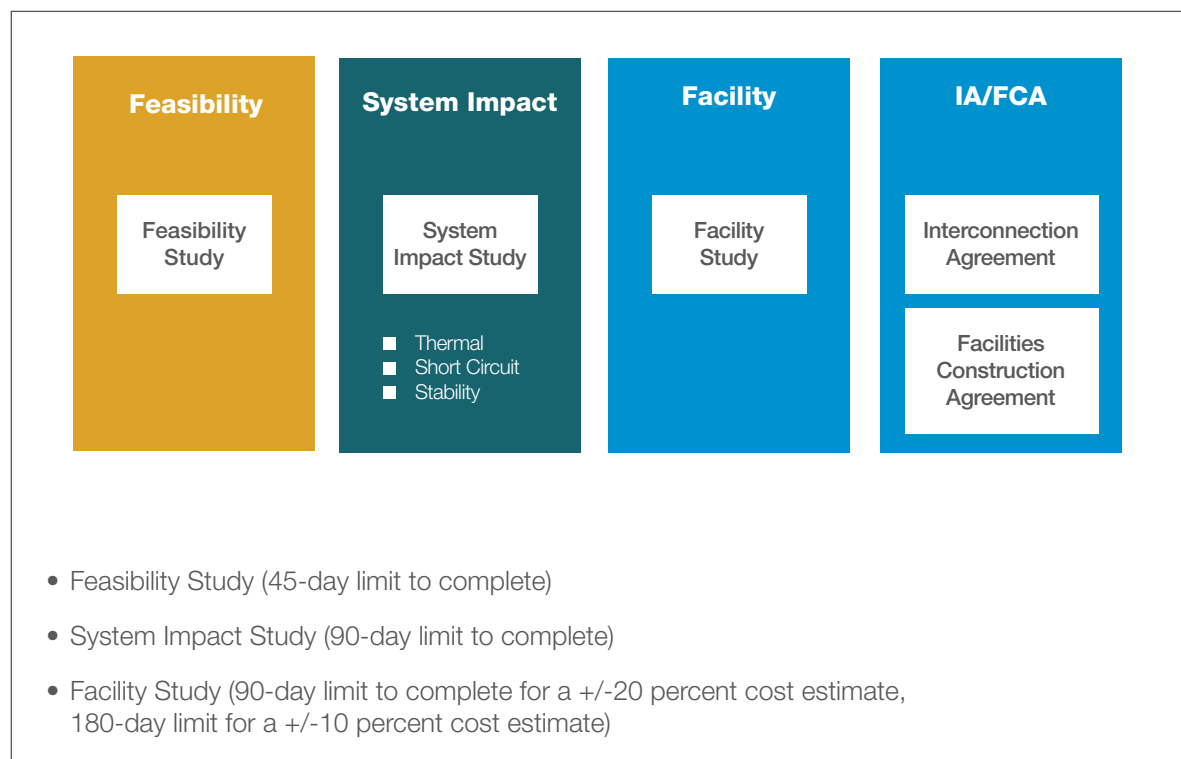 Feasibility
System Impact
Facility
IA/FCA
Feasibility
Study
System
Impact Study
Facility
Study
Interconnection
Agreement
Thermal
Short Circuit
Stability
Facilities
Construction
Agreement
• Feasibility Study (45-day limit to complete)
• System Impact Study (90-day limit to complete)
• Facility Study (90-day limit to complete for a +/-20 percent cost estimate,
180-day limit for a +/-10 percent cost estimate)